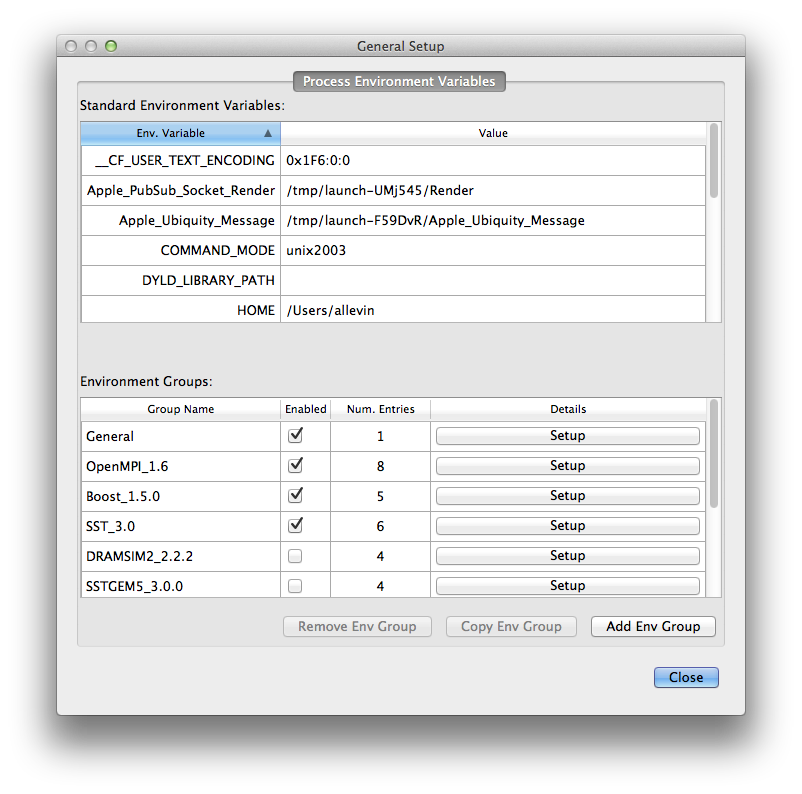 General Setup
Process Environment Variables
Standard Environment Variables:
Env. Variable Value
__CF_USER_TEXT_ENCODING 0x1F6:0:0
Apple_PubSub_Socket_Render /tmp/launch-UMj545/Render
Apple_Ubiquity_Message /tmp/launch-F59DvR/Apple_Ubiquity_Message
COMMAND_MODE unix2003
DYLD_LIBRARY_PATH
HOME /Users/allevin
Environment Groups:
Group Name Enabled Num. Entries Details
General 1 Setup
OpenMPI_1.6 8 Setup
Boost_1.5.0 5 Setup
SST_3.0 6 Setup
DRAMSIM2_2.2.2 4 Setup
SSTGEM5_3.0.0 4 Setup
Remove Env Group Copy Env Group Add Env Group
Close